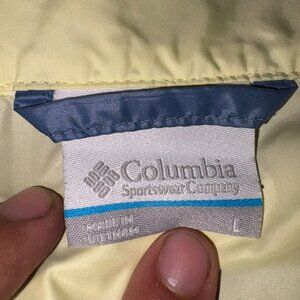 Columbia
Sportswear Company
MADE IN
VIETNAM
L